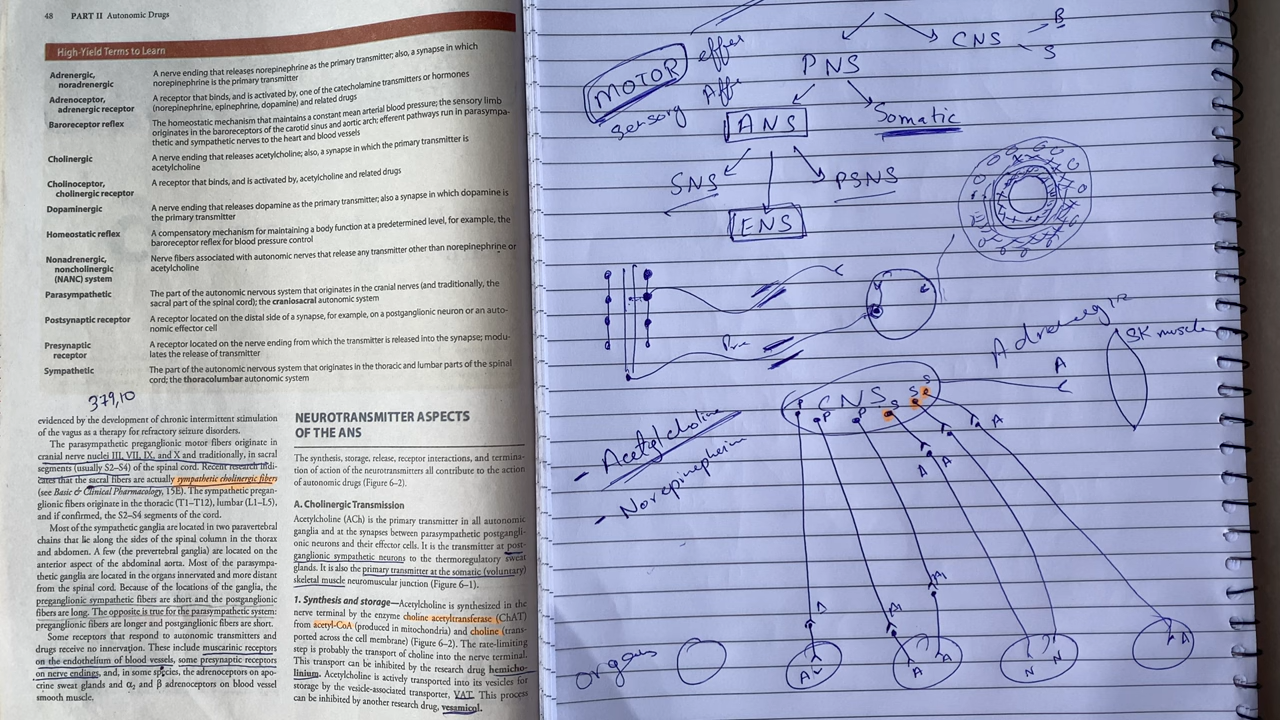 48 PART II Autonomic Drugs
High-Yield Terms to Learn
Adrenergic, noradrenergic
A nerve ending that releases norepinephrine as the primary transmitter; also, a synapse in which
norepinephrine is the primary transmitter
Adrenoceptor, adrenergic receptor
A receptor that binds, and is activated by, one of the catecholamine transmitters or hormones
(norepinephrine, epinephrine, dopamine) and related drugs
Baroreceptor reflex
The homeostatic mechanism that maintains a constant mean arterial blood pressure; the sensory limb
originates in the baroreceptors of the carotid sinus and aortic arch; efferent pathways run in parasympa-
thetic and sympathetic nerves to the heart and blood vessels
Cholinergic
A nerve ending that releases acetylcholine; also, a synapse in which the primary transmitter is
acetylcholine
Cholinoceptor, cholinergic receptor
A receptor that binds, and is activated by, acetylcholine and related drugs
Dopaminergic
A nerve ending that releases dopamine as the primary transmitter; also a synapse in which dopamine is
the primary transmitter
Homeostatic reflex
A compensatory mechanism for maintaining a body function at a predetermined level, for example, the
baroreceptor reflex for blood pressure control
Nonadrenergic, noncholinergic (NANC) system
Nerve fibers associated with autonomic nerves that release any transmitter other than norepinephrine or
acetylcholine
Parasympathetic
The part of the autonomic nervous system that originates in the cranial nerves (and traditionally, the
sacral part of the spinal cord); the craniosacral autonomic system
Postsynaptic receptor
A receptor located on the distal side of a synapse, for example, on a postganglionic neuron or an auto-
nomic effector cell
Presynaptic receptor
A receptor located on the nerve ending from which the transmitter is released into the synapse; modu-
lates the release of transmitter
Sympathetic
The part of the autonomic nervous system that originates in the thoracic and lumbar parts of the spinal
cord; the thoracolumbar autonomic system
379,10
evidenced by the development of chronic intermittent stimulation
of the vagus as a therapy for refractory seizure disorders.
The parasympathetic preganglionic motor fibers originate in
cranial nerve nuclei III, VII, IX, and X and traditionally, in sacral
segments (usually S2–S4) of the spinal cord. Recent research indi-
cates that the sacral fibers are actually sympathetic cholinergic fibers
(see Basic & Clinical Pharmacology, 15E). The sympathetic pregan-
glionic fibers originate in the thoracic (T1–T12), lumbar (L1–L5),
and if confirmed, the S2–S4 segments of the cord.
Most of the sympathetic ganglia are located in two paravertebral
chains that lie along the sides of the spinal column in the thorax
and abdomen. A few (the prevertebral ganglia) are located on the
anterior aspect of the abdominal aorta. Most of the parasympa-
thetic ganglia are located in the organs innervated and more distant
from the spinal cord. Because of the locations of the ganglia, the
preganglionic sympathetic fibers are short and the postganglionic
fibers are long. The opposite is true for the parasympathetic system:
preganglionic fibers are longer and postganglionic fibers are short.
Some receptors that respond to autonomic transmitters and
drugs receive no innervation. These include muscarinic receptors
on the endothelium of blood vessels, some presynaptic receptors
on nerve endings, and, in some species, the adrenoceptors on apo-
crine sweat glands and α2 and β adrenoceptors on blood vessel
smooth muscle.
NEUROTRANSMITTER ASPECTS
OF THE ANS
The synthesis, storage, release, receptor interactions, and termina-
tion of action of the neurotransmitters all contribute to the action
of autonomic drugs (Figure 6–2).
A. Cholinergic Transmission
Acetylcholine (ACh) is the primary transmitter in all autonomic
ganglia and at the synapses between parasympathetic postgangli-
onic neurons and their effector cells. It is the transmitter at post-
ganglionic sympathetic neurons to the thermoregulatory sweat
glands. It is also the primary transmitter at the somatic (voluntary)
skeletal muscle neuromuscular junction (Figure 6–1).
1. Synthesis and storage—Acetylcholine is synthesized in the
nerve terminal by the enzyme choline acetyltransferase (ChAT)
from acetyl-CoA (produced in mitochondria) and choline (trans-
ported across the cell membrane) (Figure 6–2). The rate-limiting
step is probably the transport of choline into the nerve terminal.
This transport can be inhibited by the research drug hemicho-
linium. Acetylcholine is actively transported into its vesicles for
storage by the vesicle-associated transporter, VAT. This process
can be inhibited by another research drug, vesamicol.
MOTOR effer
sensory Affe
PNS
CNS
B
S
ANS
Somatic
SNS
PSNS
ENS
Adrenergic
SK muscle
A
CNS
P P P S S S
- Acetylcholine
- Norepinephrin
A A A
A A A
organs
A A A N N A